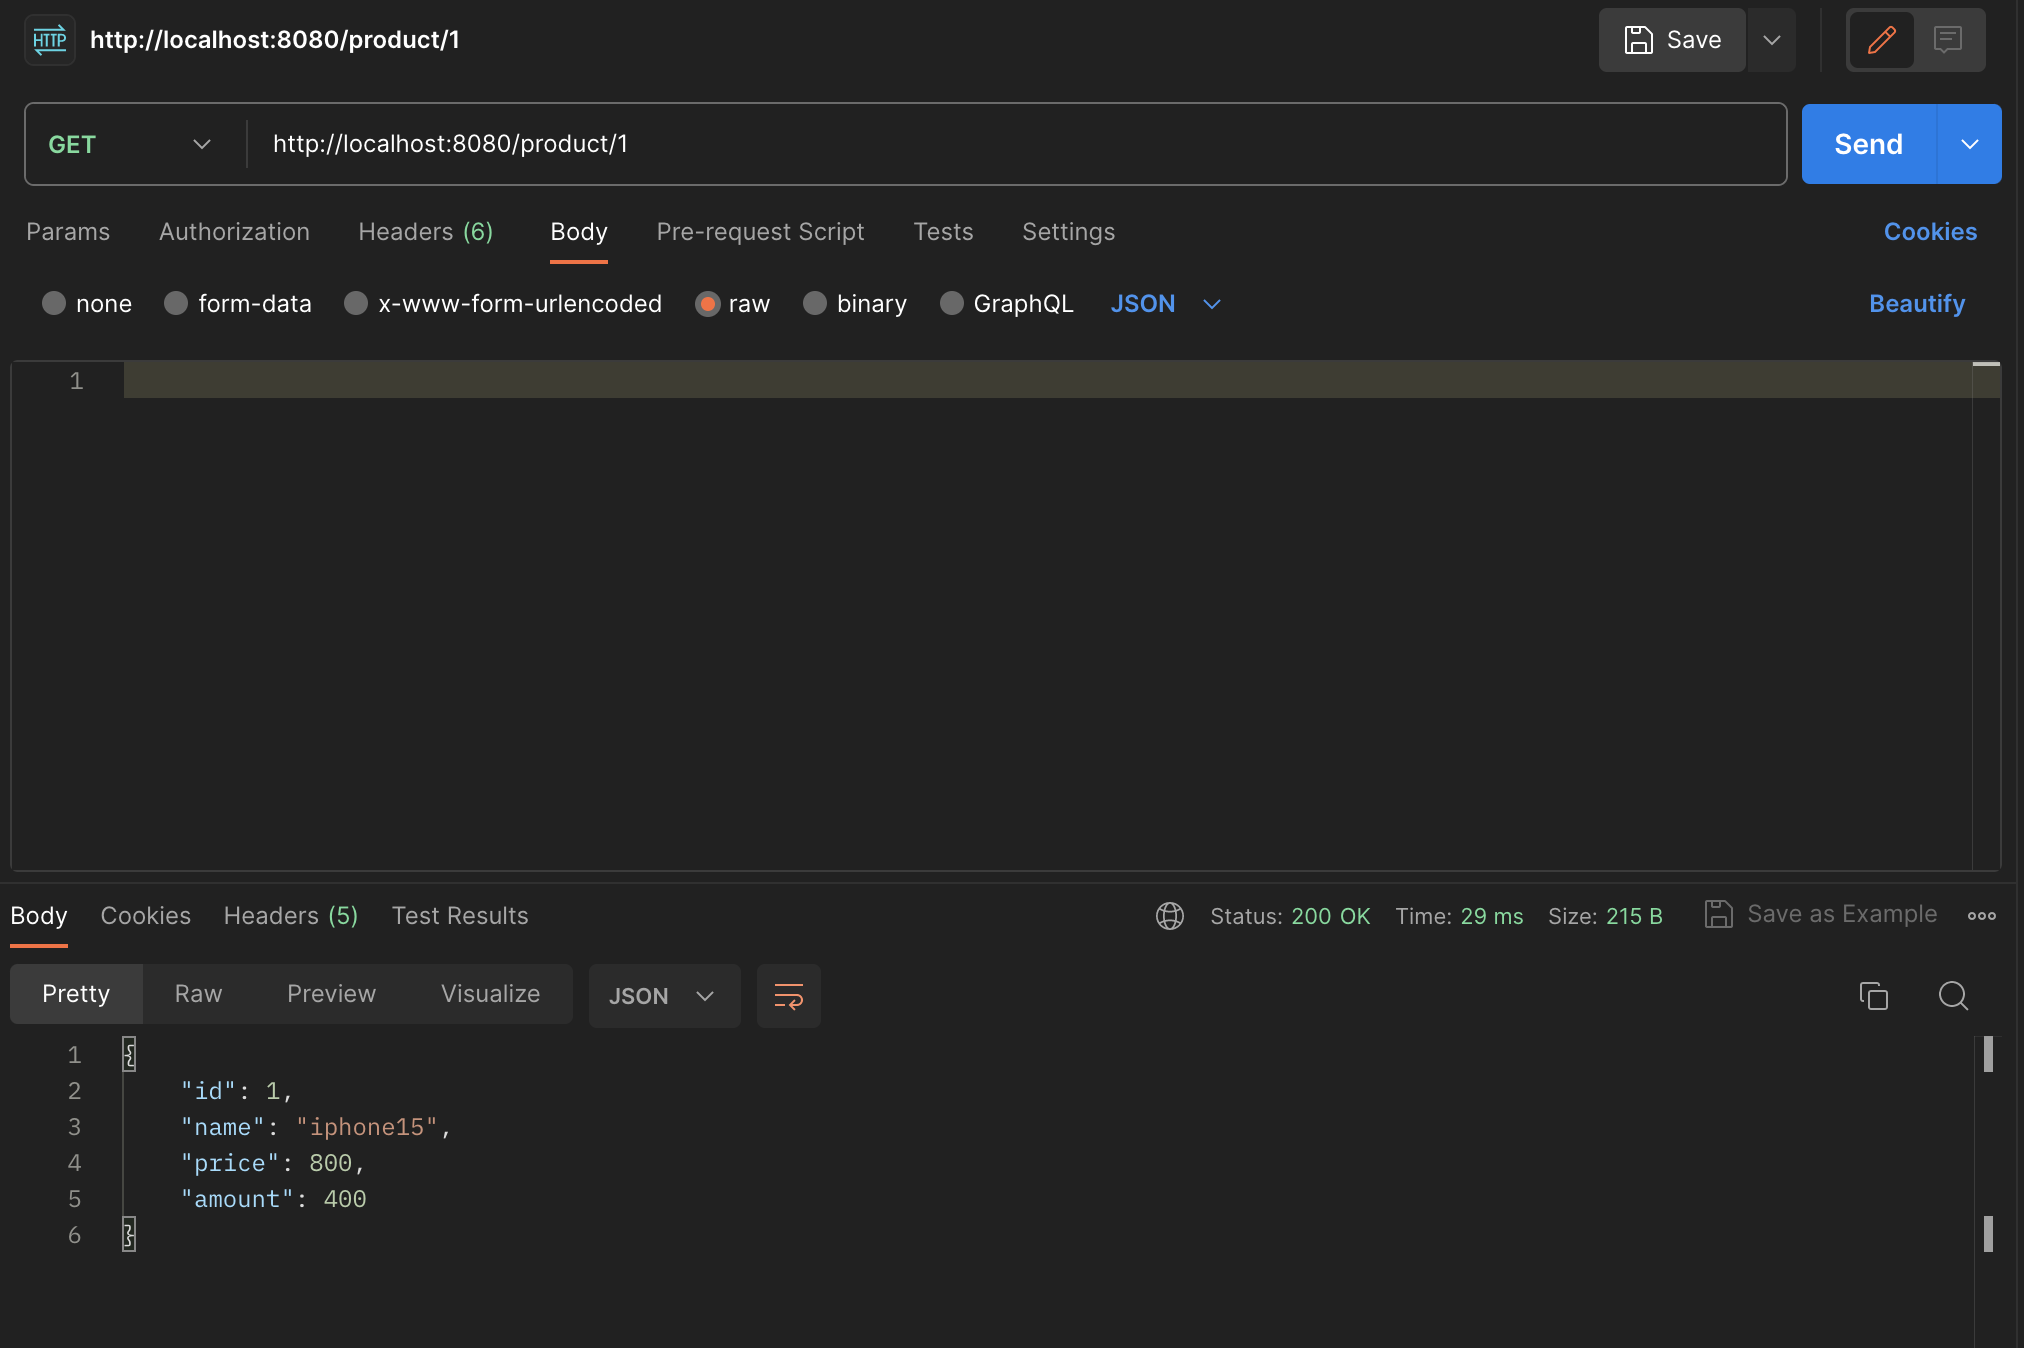 HTTP http://localhost:8080/product/1 Save
GET http://localhost:8080/product/1 Send
Params Authorization Headers (6) Body Pre-request Script Tests Settings Cookies
none form-data x-www-form-urlencoded raw binary GraphQL JSON Beautify
1
Body Cookies Headers (5) Test Results Status: 200 OK Time: 29 ms Size: 215 B Save as Example
Pretty Raw Preview Visualize JSON
1 {
2 "id": 1,
3 "name": "iphone15",
4 "price": 800,
5 "amount": 400
6 }